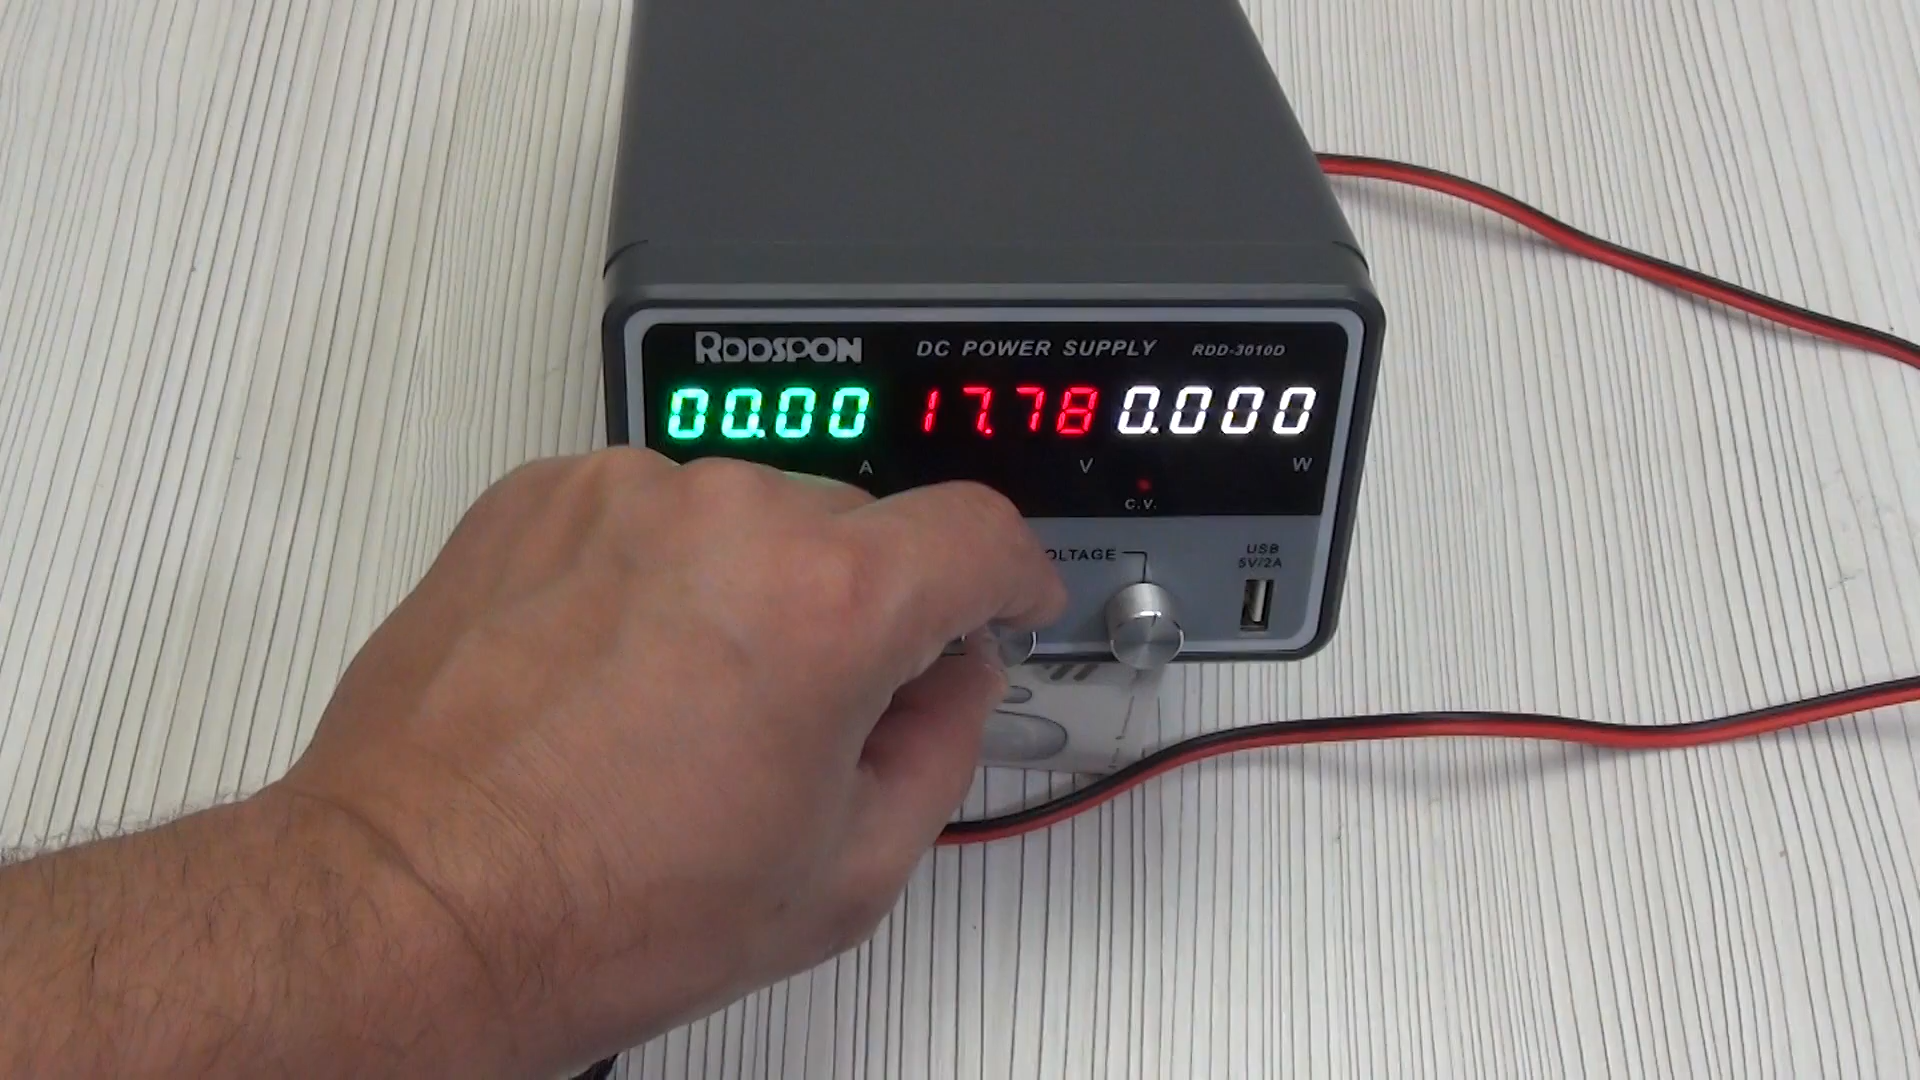 RODSPON DC POWER SUPPLY RDD-3010D
00.00 17.78 0.000
A V W
C.V.
OLTAGE
USB
5V/2A